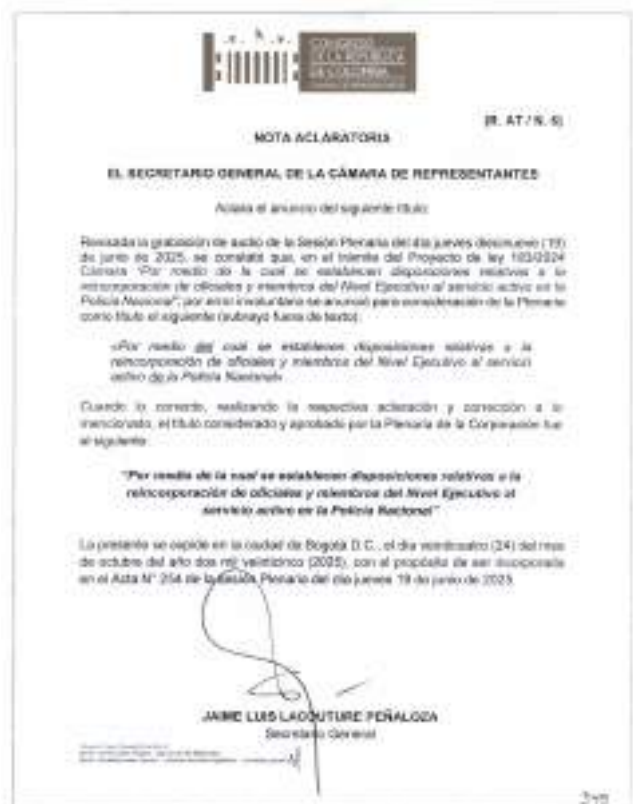 CONGRESO
DE LA REPÚBLICA
DE COLOMBIA
NOTA ACLARATORIA
EL SECRETARIO GENERAL DE LA CÁMARA DE REPRESENTANTES
Aclara el anuncio del siguiente título:
Revisada la grabación de audio de la Sesión Plenaria del día jueves diecinueve (19)
de junio de 2025, se constató que, en el trámite del Proyecto de ley 103/2024
Cámara "Por medio de la cual se establecen disposiciones relativas a la
reincorporación de oficiales y miembros del Nivel Ejecutivo al servicio activo en la
Policía Nacional", por error involuntario se anunció para consideración de la Plenaria
como título el siguiente (subrayo fuera de texto):
«Por medio del cual se establecen disposiciones relativas a la
reincorporación de oficiales y miembros del Nivel Ejecutivo al servicio
activo de la Policía Nacional»
Cuando lo correcto, realizando la respectiva aclaración y corrección a lo
mencionado, el título considerado y aprobado por la Plenaria de la Corporación fue
el siguiente:
"Por medio de la cual se establecen disposiciones relativas a la
reincorporación de oficiales y miembros del Nivel Ejecutivo al
servicio activo en la Policía Nacional"
La presente se expide en la ciudad de Bogotá D.C., el día veinticuatro (24) del mes
de octubre del año dos mil veinticinco (2025), con el propósito de ser incorporada
en el Acta N° 254 de la Sesión Plenaria del día jueves 19 de junio de 2025.
JAIME LUIS LACOUTURE PEÑALOZA
Secretario General